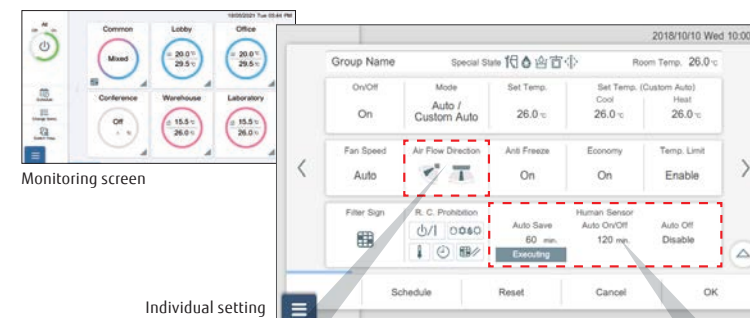 10/05/2021 Tue 03:44 PM
All
Off
On
Common
Lobby
Office
Mixed
20.0℃
29.5℃
20.0℃
29.5℃
Conference
Warehouse
Laboratory
Off
15.5℃
26.0℃
15.5℃
26.0℃
Schedule
Monitoring screen
Individual setting
2018/10/10 Wed 10:00
Group Name
Special State
Room Temp. 26.0℃
On/Off
Mode
Set Temp.
Set Temp. (Custom Auto)
Cool
Heat
On
Auto /
Custom Auto
26.0 ℃
26.0 ℃
26.0 ℃
Fan Speed
Air Flow Direction
Anti Freeze
Economy
Temp. Limit
Auto
On
On
Enable
Filter Sign
R. C. Prohibition
Human Sensor
Auto Save
Auto On/Off
Auto Off
60 min.
120 min.
Disable
Executing
Schedule
Reset
Cancel
OK